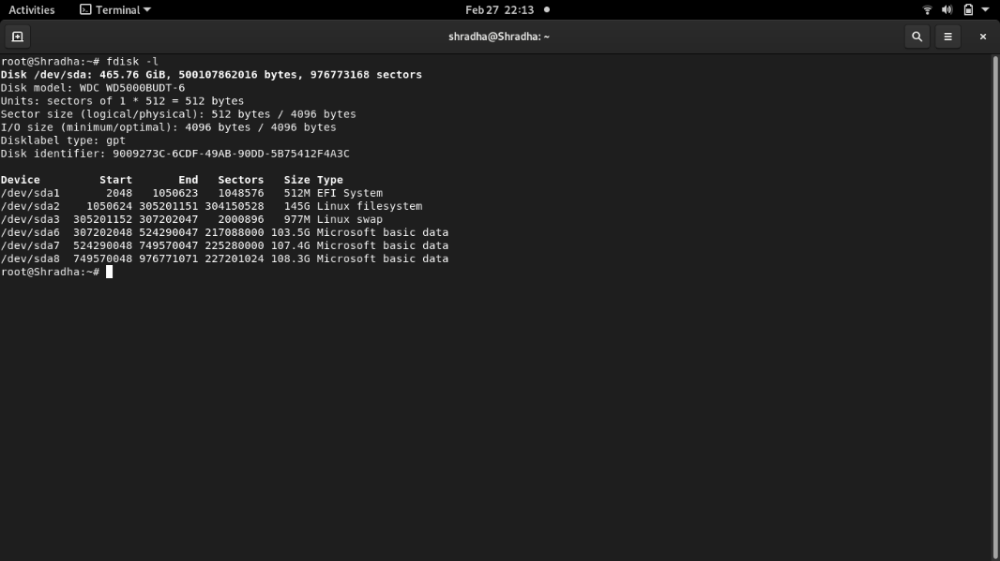 Activities Terminal Feb 27 22:13
shradha@Shradha: ~
root@Shradha:~# fdisk -l
Disk /dev/sda: 465.76 GiB, 500107862016 bytes, 976773168 sectors
Disk model: WDC WD5000BUDT-6
Units: sectors of 1 * 512 = 512 bytes
Sector size (logical/physical): 512 bytes / 4096 bytes
I/O size (minimum/optimal): 4096 bytes / 4096 bytes
Disklabel type: gpt
Disk identifier: 9009273C-6CDF-49AB-90DD-5B75412F4A3C
Device Start End Sectors Size Type
/dev/sda1 2048 1050623 1048576 512M EFI System
/dev/sda2 1050624 305201151 304150528 145G Linux filesystem
/dev/sda3 305201152 307202047 2000896 977M Linux swap
/dev/sda6 307202048 524290047 217088000 103.5G Microsoft basic data
/dev/sda7 524290048 749570047 225280000 107.4G Microsoft basic data
/dev/sda8 749570048 976771071 227201024 108.3G Microsoft basic data
root@Shradha:~#